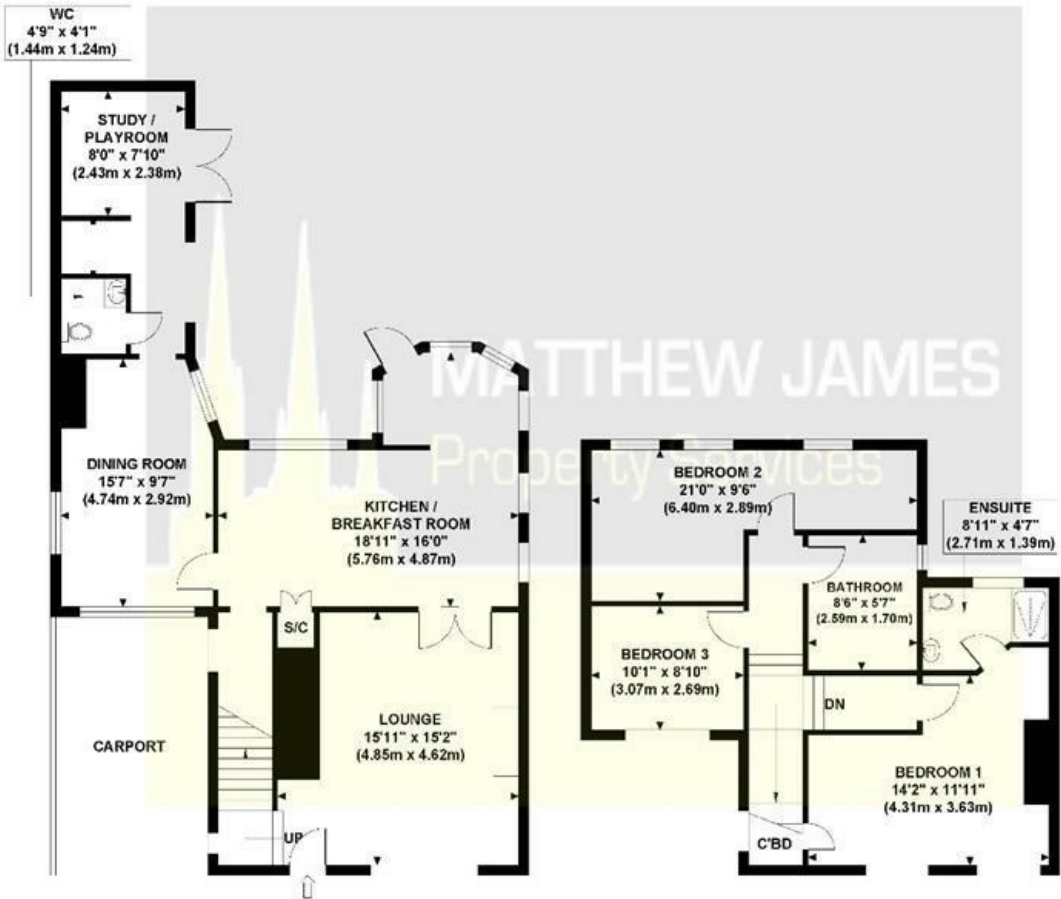 WC
4'9" x 4'1"
(1.44m x 1.24m)
STUDY /
PLAYROOM
8'0" x 7'10"
(2.43m x 2.38m)
MATTHEW JAMES
Property Services
DINING ROOM
15'7" x 9'7"
(4.74m x 2.92m)
KITCHEN /
BREAKFAST ROOM
18'11" x 16'0"
(5.76m x 4.87m)
S/C
LOUNGE
15'11" x 15'2"
(4.85m x 4.62m)
CARPORT
UP
BEDROOM 2
21'0" x 9'6"
(6.40m x 2.89m)
ENSUITE
8'11" x 4'7"
(2.71m x 1.39m)
BATHROOM
8'6" x 5'7"
(2.59m x 1.70m)
BEDROOM 3
10'1" x 8'10"
(3.07m x 2.69m)
DN
BEDROOM 1
14'2" x 11'11"
(4.31m x 3.63m)
C'BD